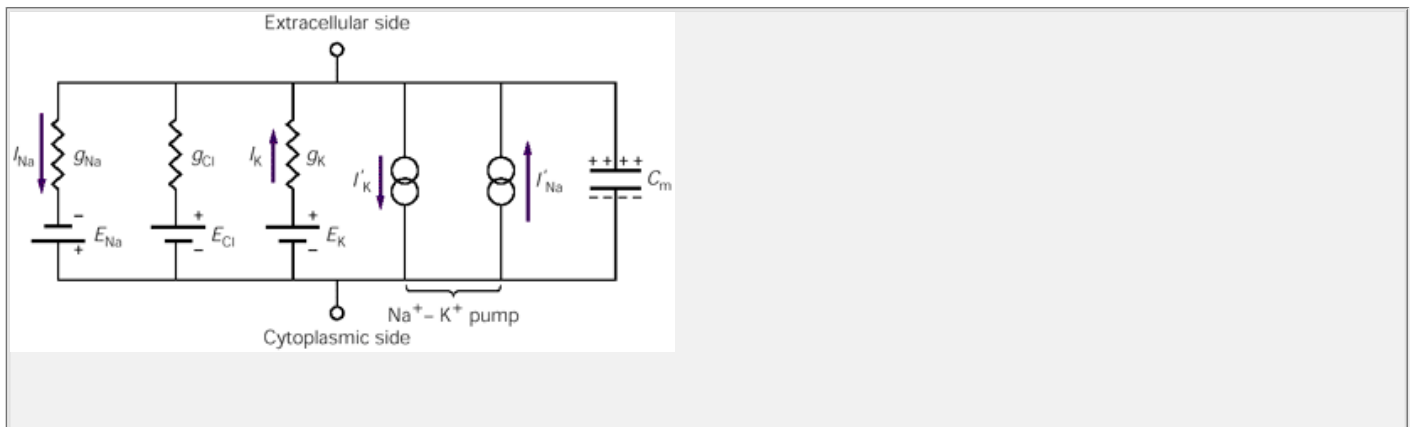 Extracellular side
I_Na
g_Na
g_Cl
I_K
g_K
I′_K
I′_Na
+ + + +
– – – –
C_m
–
+
E_Na
+
–
E_Cl
+
–
E_K
Na⁺– K⁺ pump
Cytoplasmic side